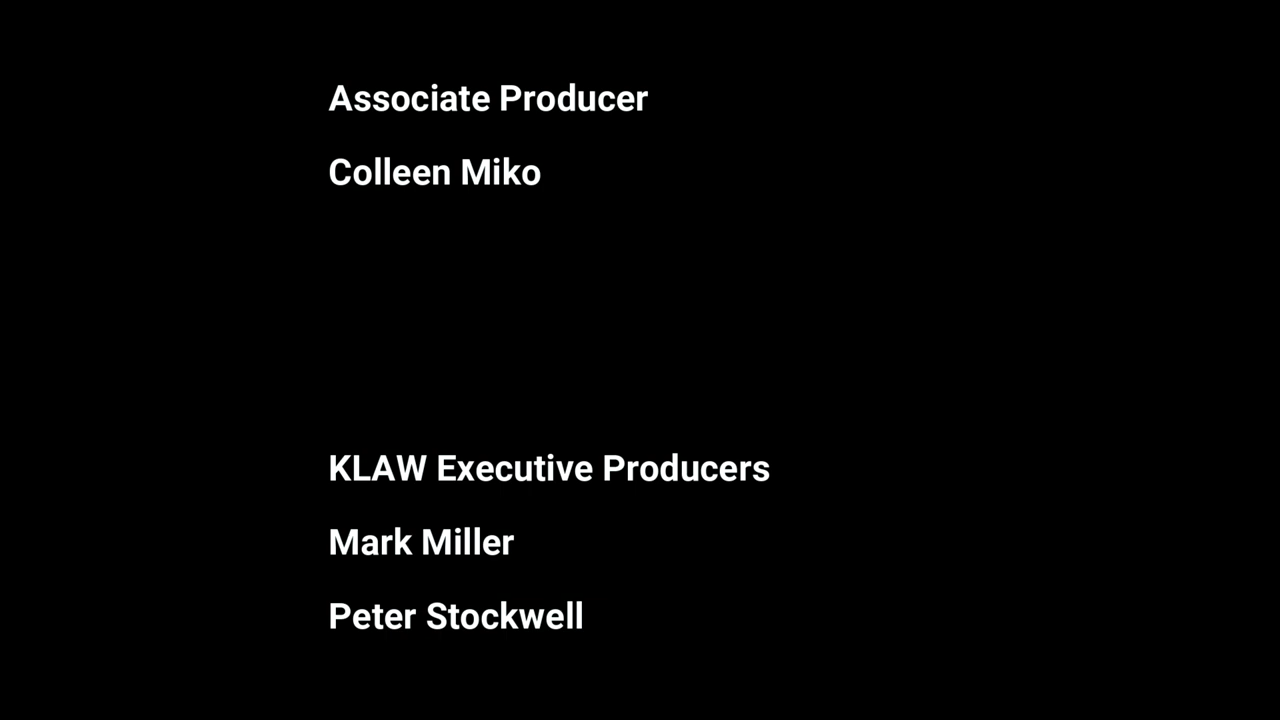 Associate Producer
Colleen Miko
KLAW Executive Producers
Mark Miller
Peter Stockwell